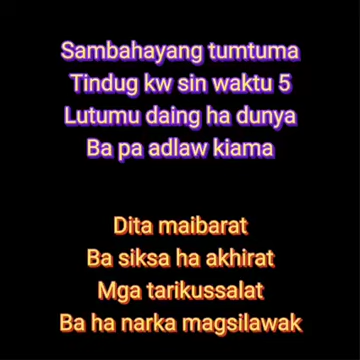 Sambahayang tumtuma
Tindug kw sin waktu 5
Lutumu daing ha dunya
Ba pa adlaw kiama
Dita maibarat
Ba siksa ha akhirat
Mga tarikussalat
Ba ha narka magsilawak